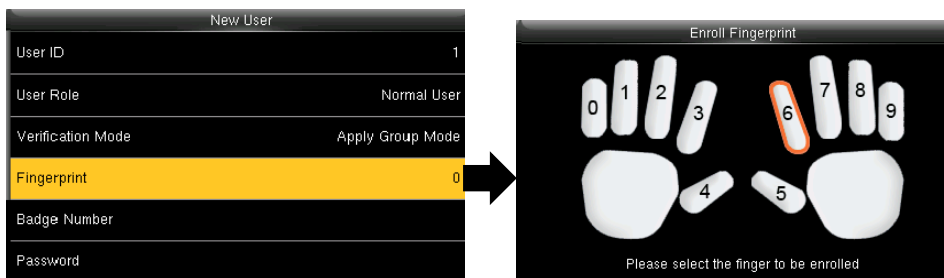 New User
User ID 1
User Role Normal User
Verification Mode Apply Group Mode
Fingerprint 0
Badge Number
Password
Enroll Fingerprint
0 1 2 3 6 7 8 9
4 5
Please select the finger to be enrolled